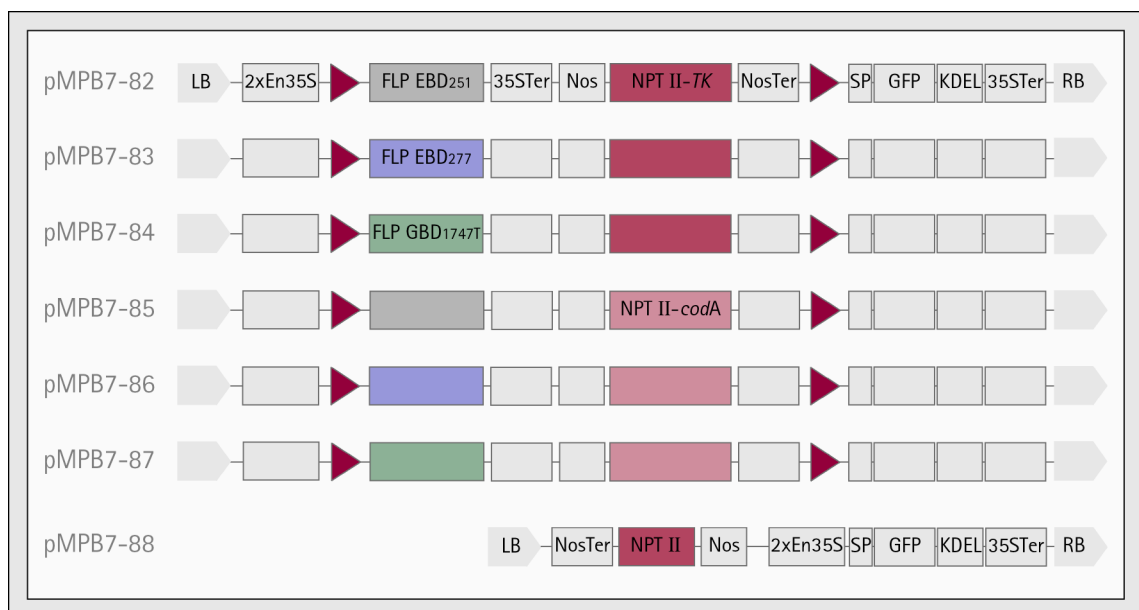 pMPB7-82 LB 2xEn35S FLP EBD251 35STer Nos NPT II-TK NosTer SP GFP KDEL 35STer RB
pMPB7-83 FLP EBD277
pMPB7-84 FLP GBD1747T
pMPB7-85 NPT II-codA
pMPB7-86
pMPB7-87
pMPB7-88 LB NosTer NPT II Nos 2xEn35S SP GFP KDEL 35STer RB